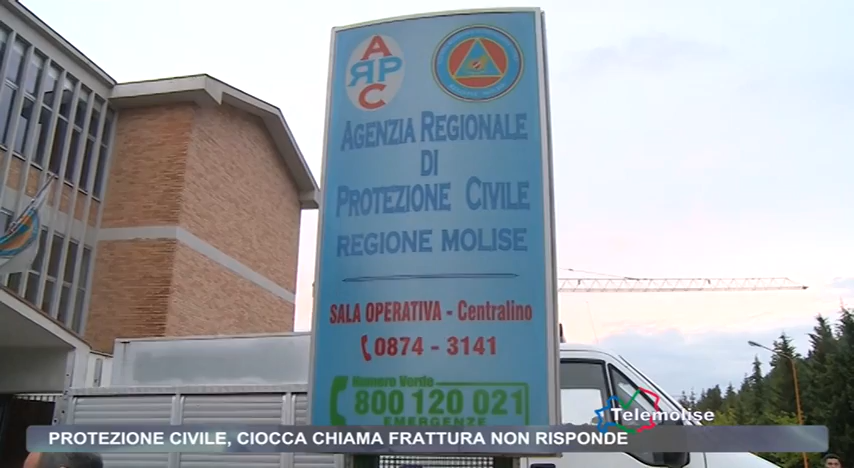 A
RP
C
AGENZIA REGIONALE
DI
PROTEZIONE CIVILE
REGIONE MOLISE
SALA OPERATIVA - Centralino
0874 - 3141
Numero Verde
800 120 021
EMERGENZE
Telemolise
PROTEZIONE CIVILE, CIOCCA CHIAMA FRATTURA NON RISPONDE